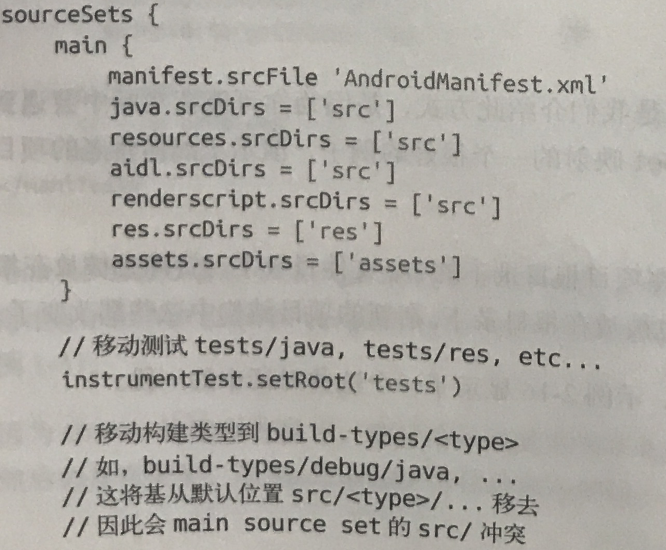 sourceSets {
main {
manifest.srcFile 'AndroidManifest.xml'
java.srcDirs = ['src']
resources.srcDirs = ['src']
aidl.srcDirs = ['src']
renderscript.srcDirs = ['src']
res.srcDirs = ['res']
assets.srcDirs = ['assets']
}
// 移动测试 tests/java, tests/res, etc...
instrumentTest.setRoot('tests')
// 移动构建类型到 build-types/<type>
// 如, build-types/debug/java, ...
// 这将基从默认位置 src/<type>/... 移去
// 因此会 main source set 的 src/ 冲突